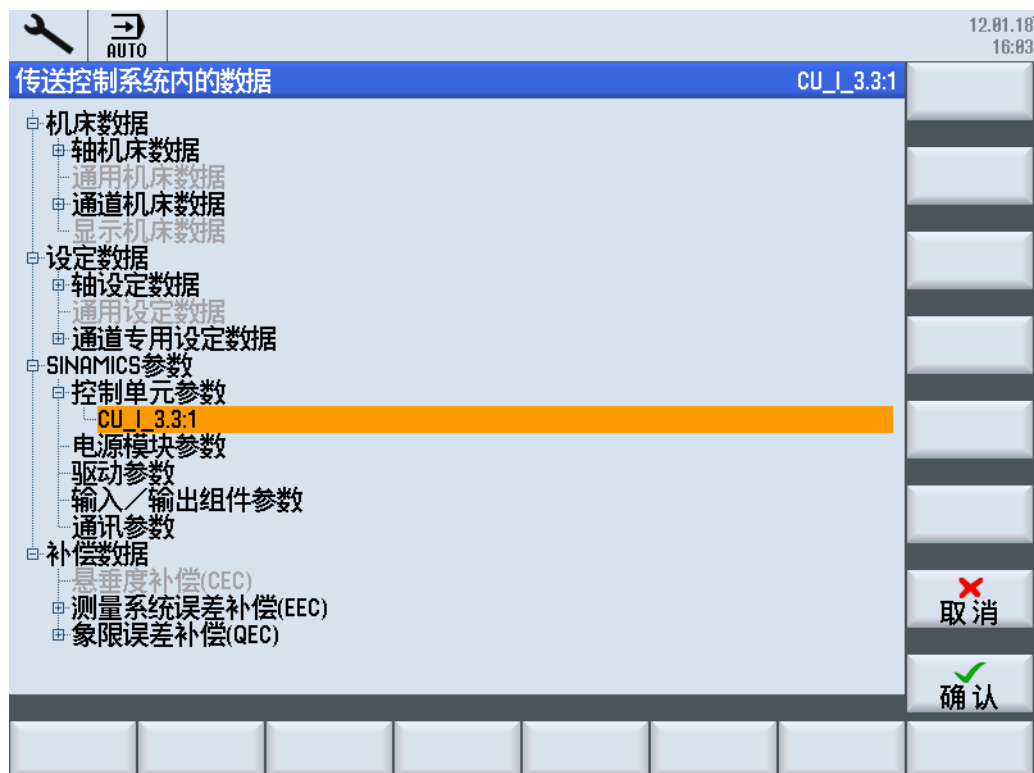 AUTO
12.01.18
16:03
传送控制系统内的数据 CU_I_3.3:1
机床数据
轴机床数据
通用机床数据
通道机床数据
显示机床数据
设定数据
轴设定数据
通用设定数据
通道专用设定数据
SINAMICS参数
控制单元参数
CU_I_3.3:1
电源模块参数
驱动参数
输入／输出组件参数
通讯参数
补偿数据
悬垂度补偿(CEC)
测量系统误差补偿(EEC)
象限误差补偿(QEC)
取消
确认